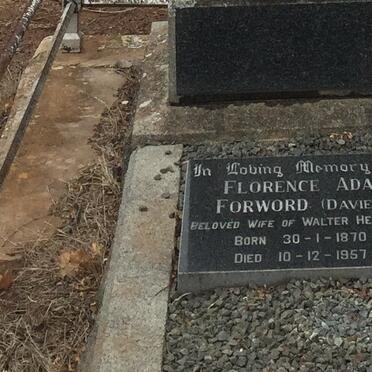 In Loving Memory
FLORENCE ADA
FORWORD (DAVIE
BELOVED WIFE OF WALTER HE
BORN 30-1-1870
DIED 10-12-1957